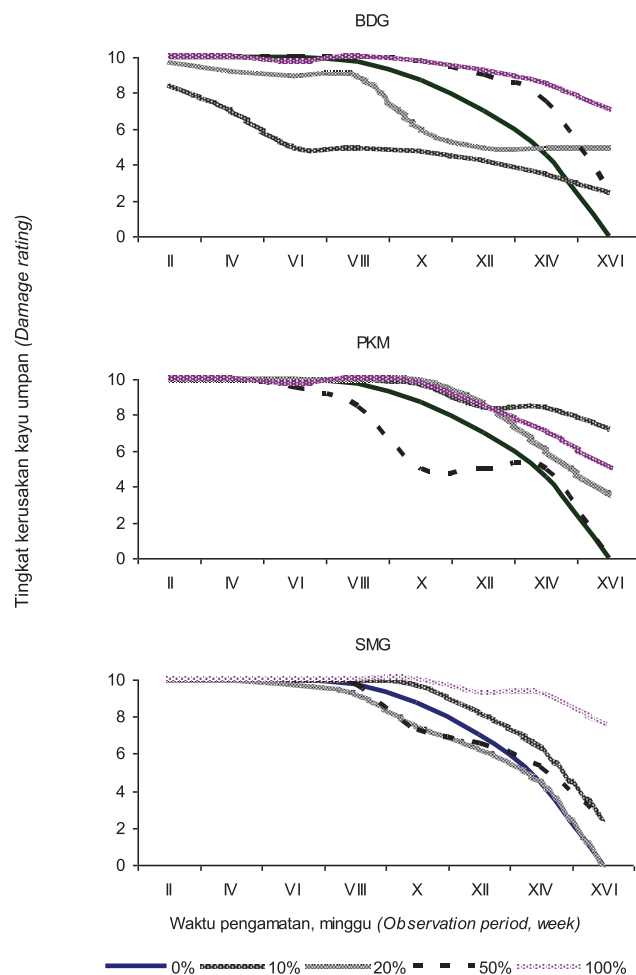 BDG
10
8
6
4
2
0
II IV VI VIII X XII XIV XVI
PKM
10
8
6
4
2
0
II IV VI VIII X XII XIV XVI
SMG
10
8
6
4
2
0
II IV VI VIII X XII XIV XVI
Tingkat kerusakan kayu umpan (Damage rating)
Waktu pengamatan, minggu (Observation period, week)
0% 10% 20% 50% 100%